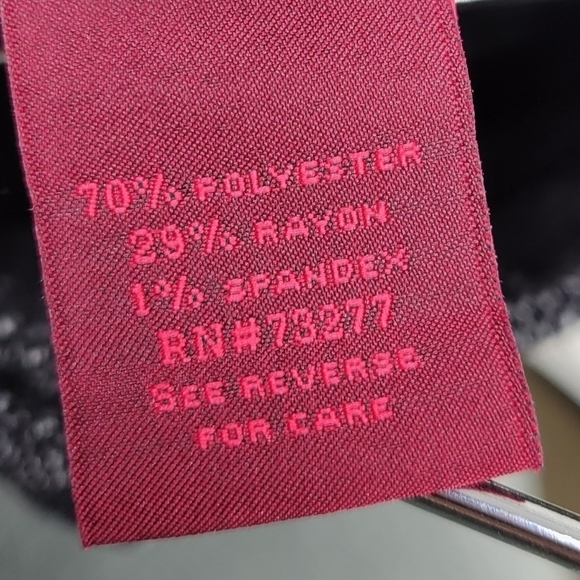 70% POLYESTER
29% RAYON
1% SPANDEX
RN#73277
SEE REVERSE
FOR CARE